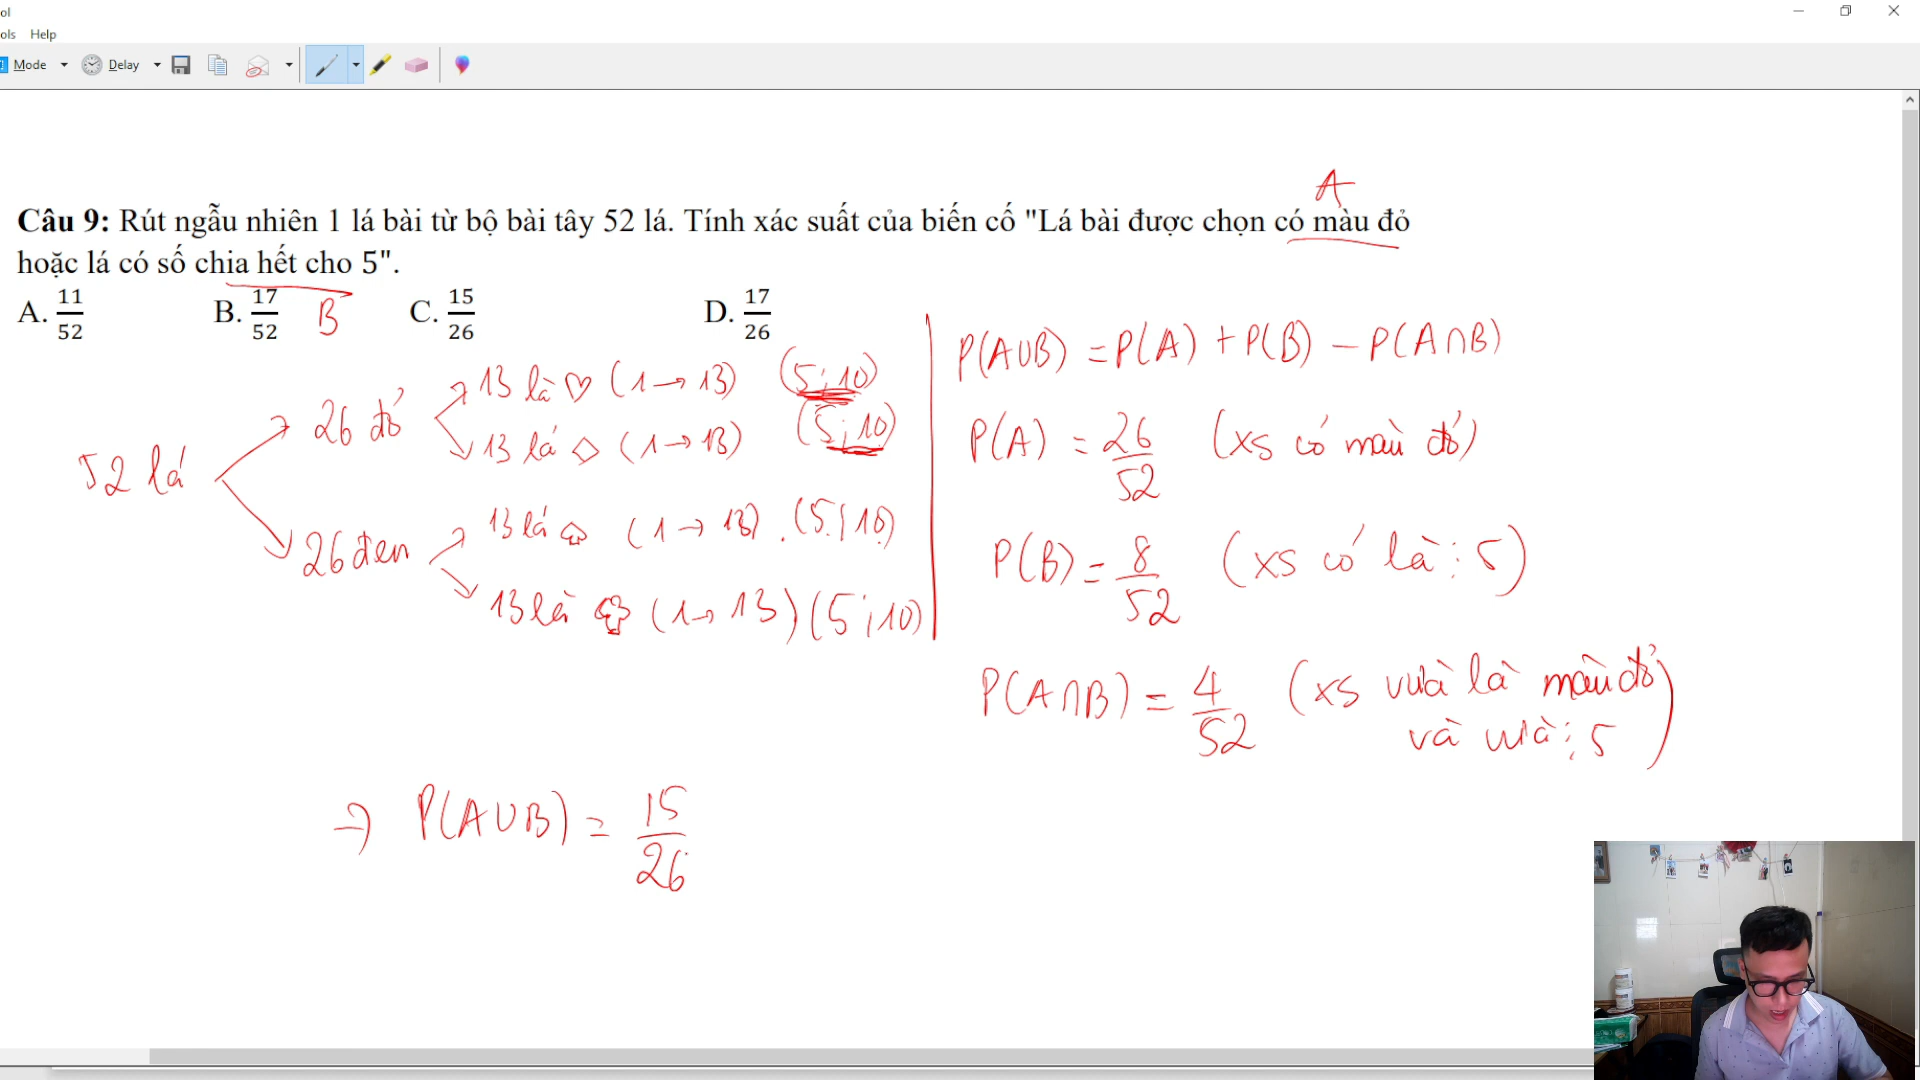 ol
ols Help
Mode Delay
Câu 9: Rút ngẫu nhiên 1 lá bài từ bộ bài tây 52 lá. Tính xác suất của biến cố "Lá bài được chọn có màu đỏ
A
hoặc lá có số chia hết cho 5".
B
A. 11/52 B. 17/52 C. 15/26 D. 17/26
52 lá
26 đỏ
13 lá ♡ (1 → 13) (5; 10)
13 lá ◇ (1 → 13) (5; 10)
26 đen
13 lá ♤ (1 → 13) (5; 10)
13 lá ♧ (1 → 13) (5; 10)
P(A∪B) = P(A) + P(B) − P(A∩B)
P(A) = 26/52 (XS có màu đỏ)
P(B) = 8/52 (XS có lá ⋮ 5)
P(A∩B) = 4/52 (XS vừa là màu đỏ
và vừa ⋮ 5)
⇒ P(A∪B) = 15/26